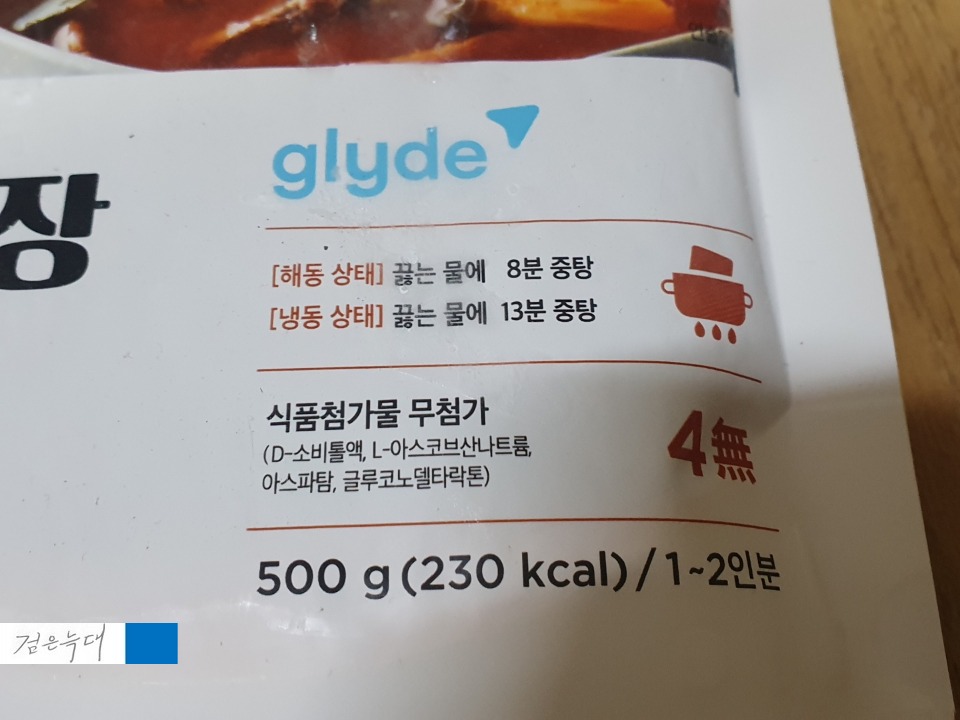 glyde
장
[해동 상태] 끓는 물에 8분 중탕
[냉동 상태] 끓는 물에 13분 중탕
식품첨가물 무첨가
(D-소비톨액, L-아스코브산나트륨,
아스파탐, 글루코노델타락톤)
4無
500 g (230 kcal) / 1~2인분
검은늑대